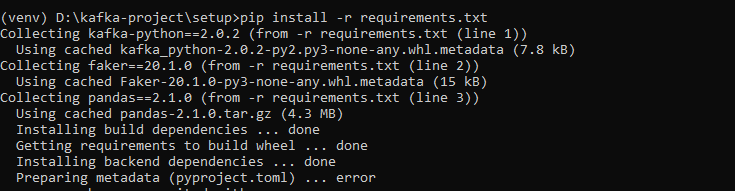 (venv) D:\kafka-project\setup>pip install -r requirements.txt
Collecting kafka-python==2.0.2 (from -r requirements.txt (line 1))
  Using cached kafka_python-2.0.2-py2.py3-none-any.whl.metadata (7.8 kB)
Collecting faker==20.1.0 (from -r requirements.txt (line 2))
  Using cached Faker-20.1.0-py3-none-any.whl.metadata (15 kB)
Collecting pandas==2.1.0 (from -r requirements.txt (line 3))
  Using cached pandas-2.1.0.tar.gz (4.3 MB)
  Installing build dependencies ... done
  Getting requirements to build wheel ... done
  Installing backend dependencies ... done
  Preparing metadata (pyproject.toml) ... error